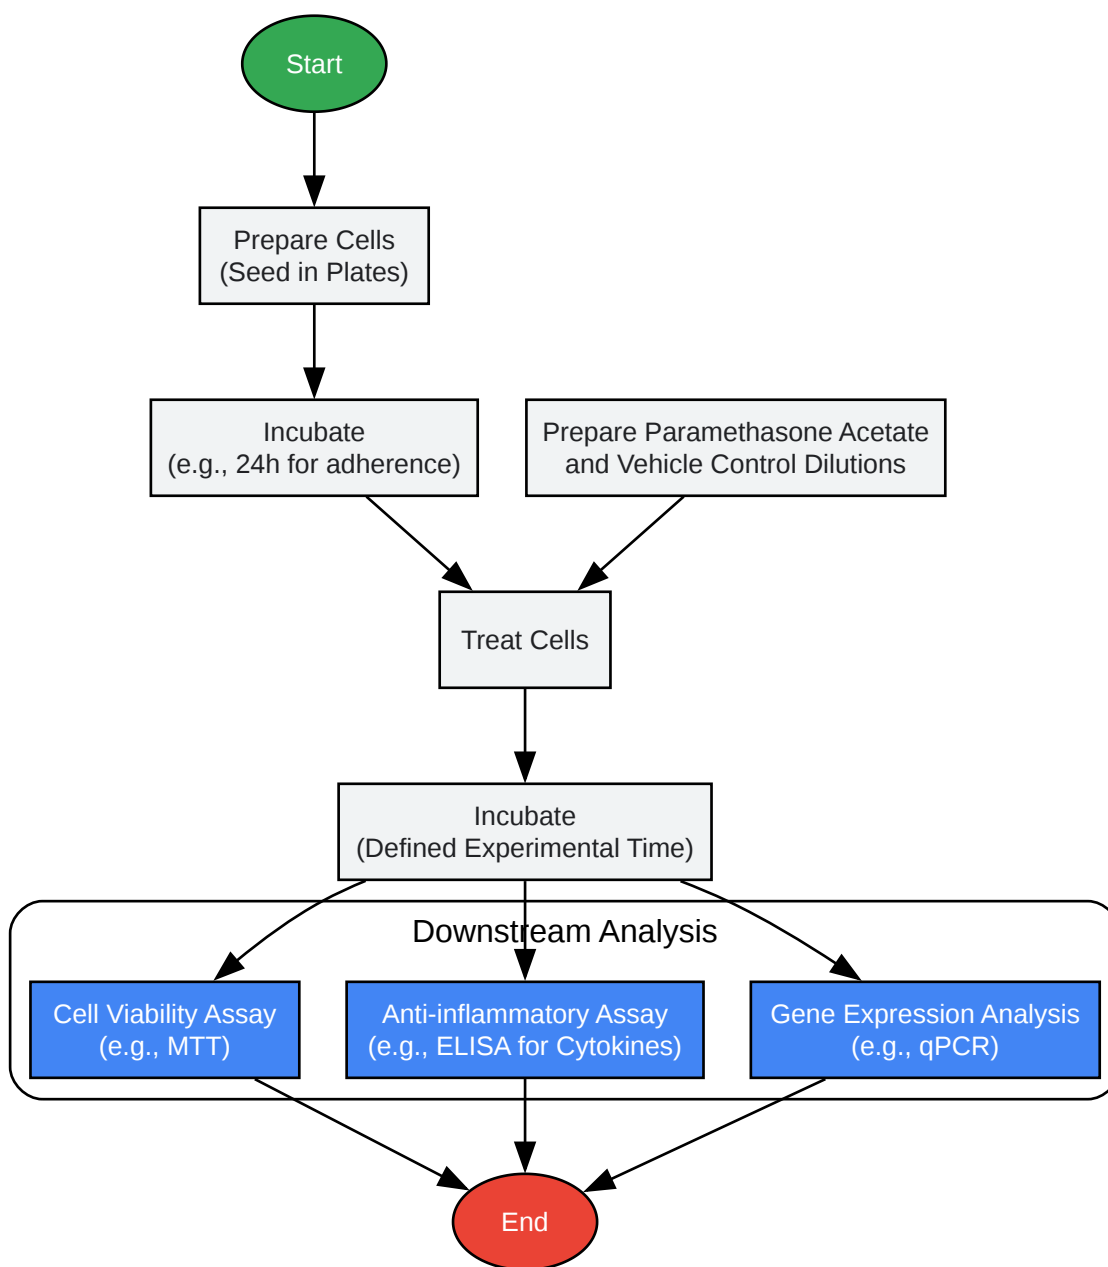 Start
Prepare Cells
(Seed in Plates)
Incubate
(e.g., 24h for adherence)
Prepare Paramethasone Acetate
and Vehicle Control Dilutions
Treat Cells
Incubate
(Defined Experimental Time)
Downstream Analysis
Cell Viability Assay
(e.g., MTT)
Anti-inflammatory Assay
(e.g., ELISA for Cytokines)
Gene Expression Analysis
(e.g., qPCR)
End